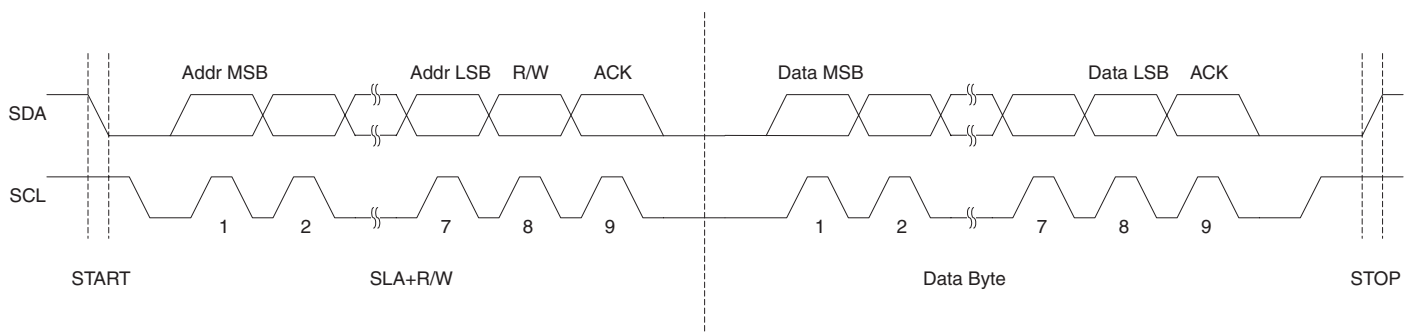 Addr MSB Addr LSB R/W ACK Data MSB Data LSB ACK
SDA
SCL
1 2 7 8 9 1 2 7 8 9
START SLA+R/W Data Byte STOP